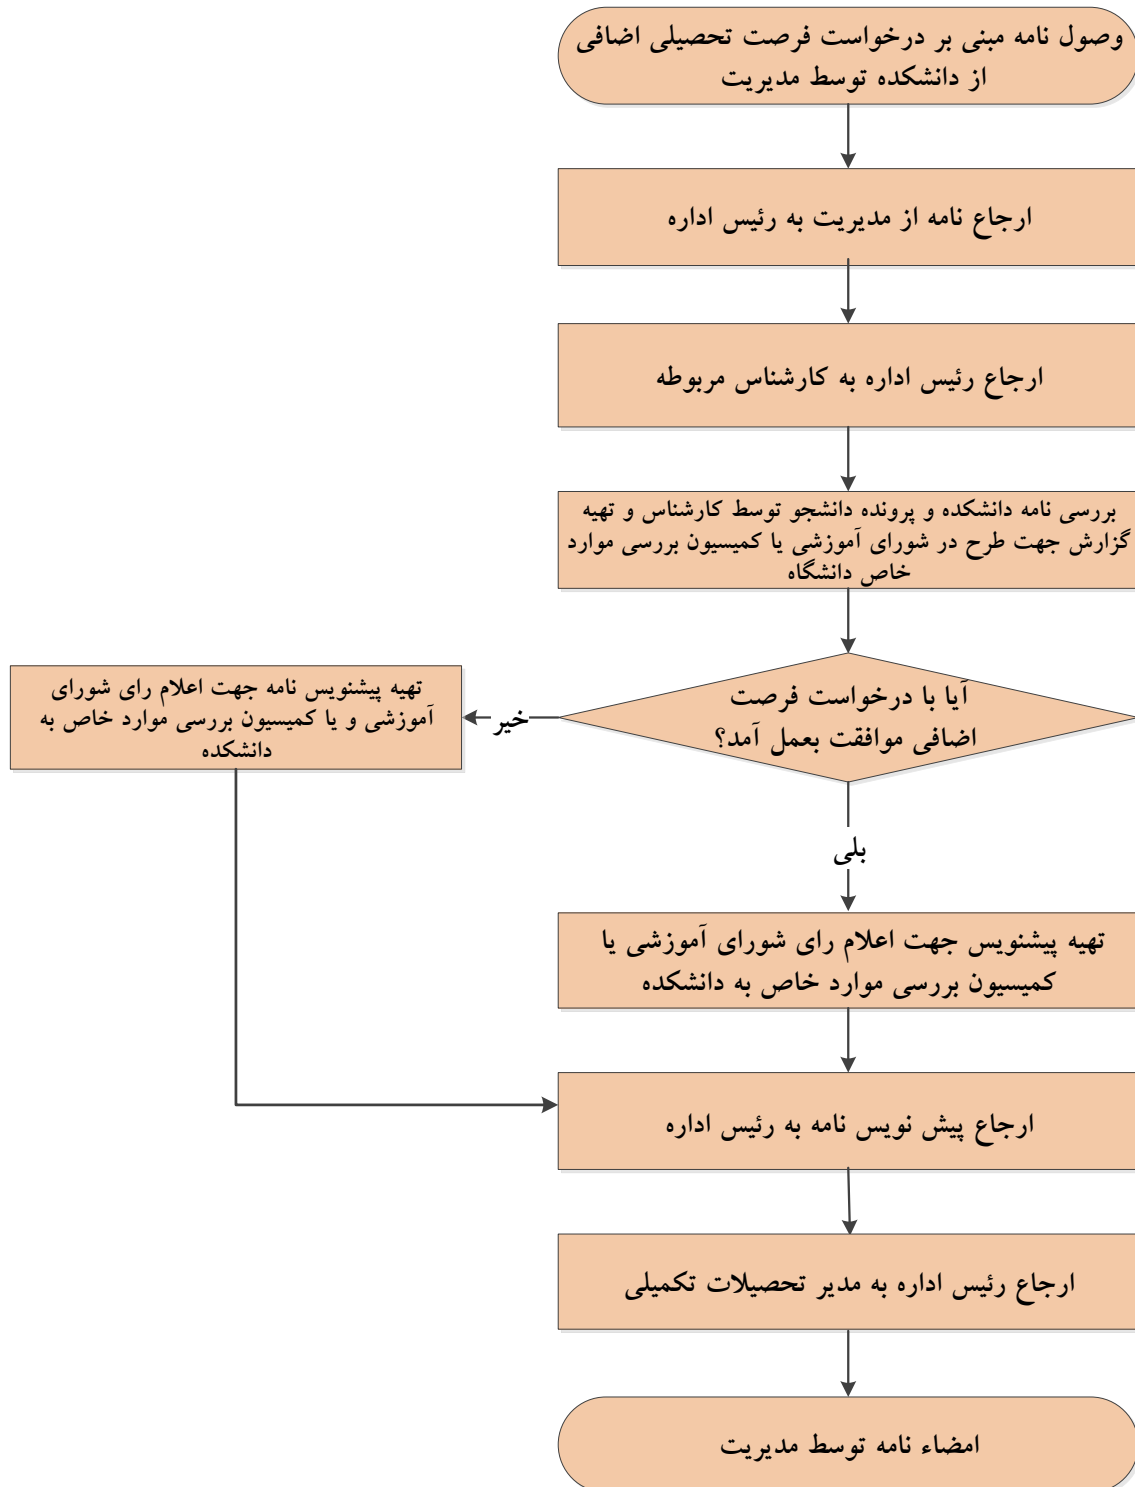 وصول نامه مبنی بر درخواست فرصت تحصیلی اضافی
از دانشکده توسط مدیریت
ارجاع نامه از مدیریت به رئیس اداره
ارجاع رئیس اداره به کارشناس مربوطه
بررسی نامه دانشکده و پرونده دانشجو توسط کارشناس و تهیه
گزارش جهت طرح در شورای آموزشی یا کمیسیون بررسی موارد
خاص دانشگاه
آیا با درخواست فرصت
اضافی موافقت بعمل آمد؟
خیر
تهیه پیشنویس نامه جهت اعلام رای شورای
آموزشی و یا کمیسیون بررسی موارد خاص به
دانشکده
بلی
تهیه پیشنویس جهت اعلام رای شورای آموزشی یا
کمیسیون بررسی موارد خاص به دانشکده
ارجاع پیش نویس نامه به رئیس اداره
ارجاع رئیس اداره به مدیر تحصیلات تکمیلی
امضاء نامه توسط مدیریت